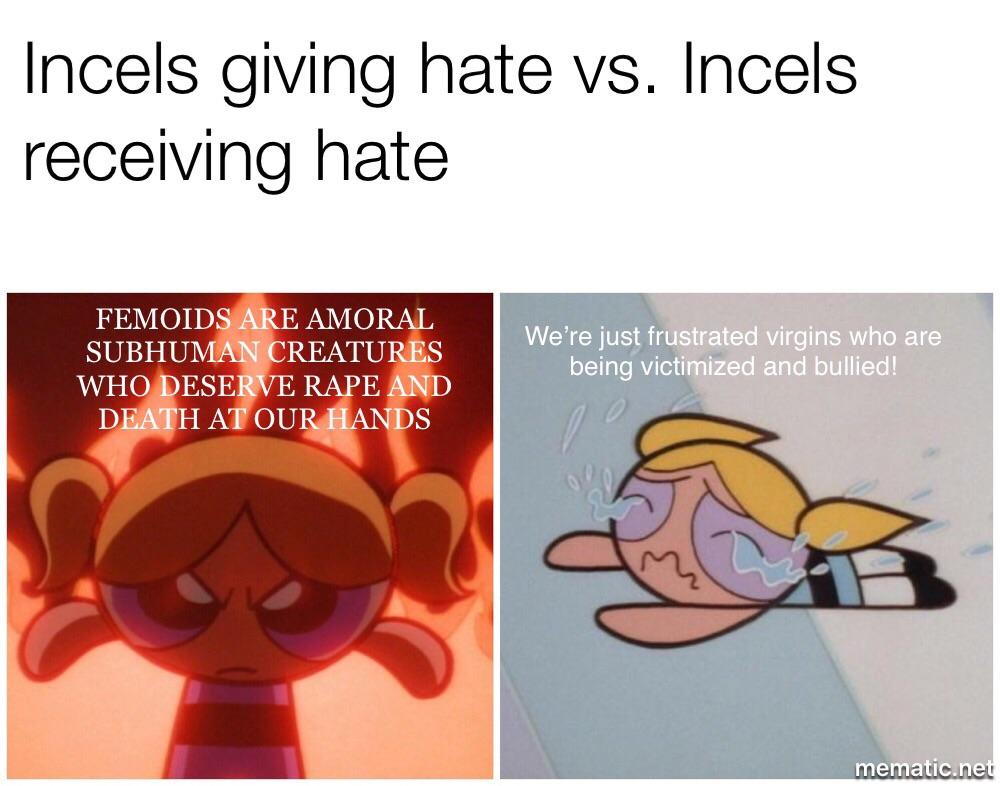 Incels giving hate vs. Incels
receiving hate
FEMOIDS ARE AMORAL
SUBHUMAN CREATURES
WHO DESERVE RAPE AND
DEATH AT OUR HANDS
We’re just frustrated virgins who are
being victimized and bullied!
mematic.net